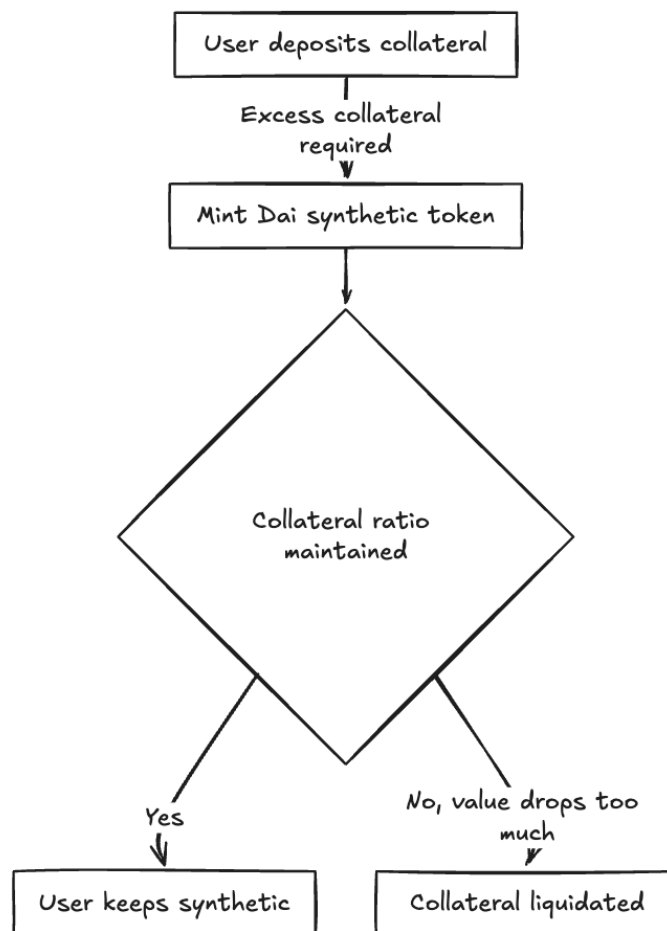 User deposits collateral
Excess collateral
required
Mint Dai synthetic token
Collateral ratio
maintained
Yes
No, value drops too
much
User keeps synthetic
Collateral liquidated